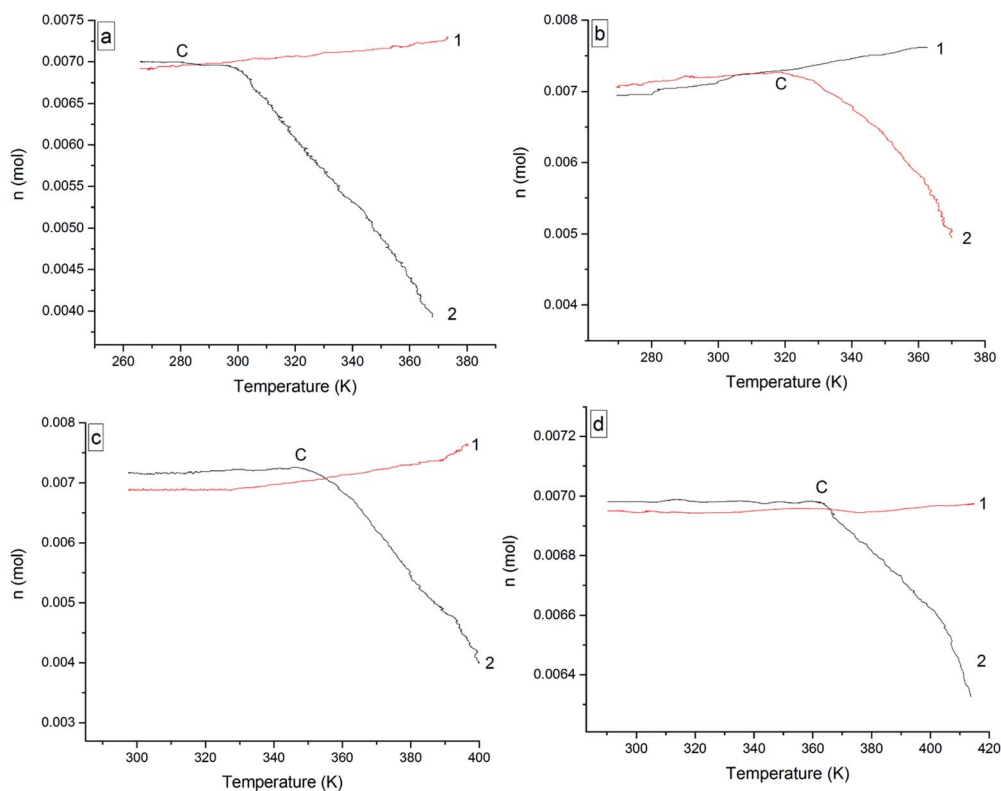 a
0.0075
0.0070
0.0065
0.0060
0.0055
0.0050
0.0045
0.0040
n (mol)
C
1
2
260 280 300 320 340 360 380
Temperature (K)
b
0.008
0.007
0.006
0.005
0.004
n (mol)
C
1
2
280 300 320 340 360 380
Temperature (K)
c
0.008
0.007
0.006
0.005
0.004
0.003
n (mol)
C
1
2
300 320 340 360 380 400
Temperature (K)
d
0.0072
0.0070
0.0068
0.0066
0.0064
n (mol)
C
1
2
300 320 340 360 380 400 420
Temperature (K)